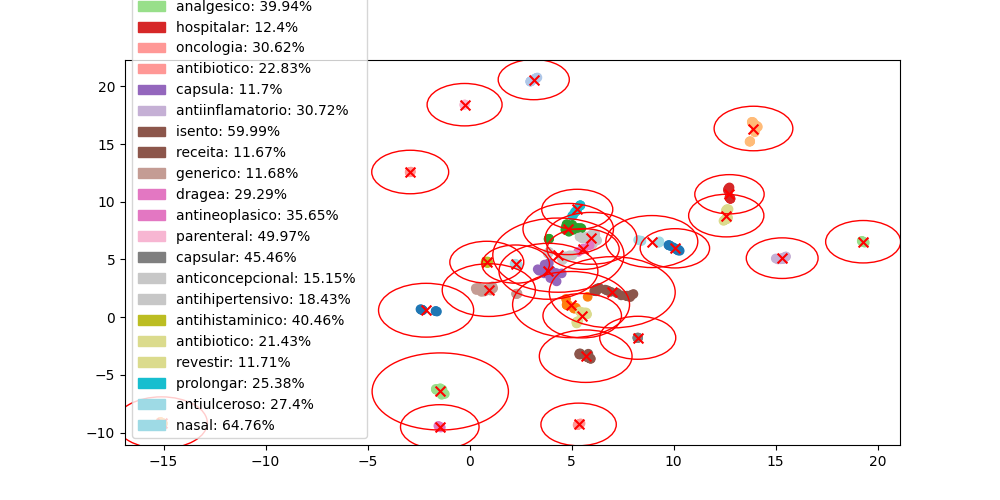 analgesico: 39.94%
hospitalar: 12.4%
oncologia: 30.62%
antibiotico: 22.83%
capsula: 11.7%
antiinflamatorio: 30.72%
isento: 59.99%
receita: 11.67%
generico: 11.68%
dragea: 29.29%
antineoplasico: 35.65%
parenteral: 49.97%
capsular: 45.46%
anticoncepcional: 15.15%
antihipertensivo: 18.43%
antihistaminico: 40.46%
antibiotico: 21.43%
revestir: 11.71%
prolongar: 25.38%
antiulceroso: 27.4%
nasal: 64.76%
20
15
10
5
0
−5
−10
−15 −10 −5 0 5 10 15 20